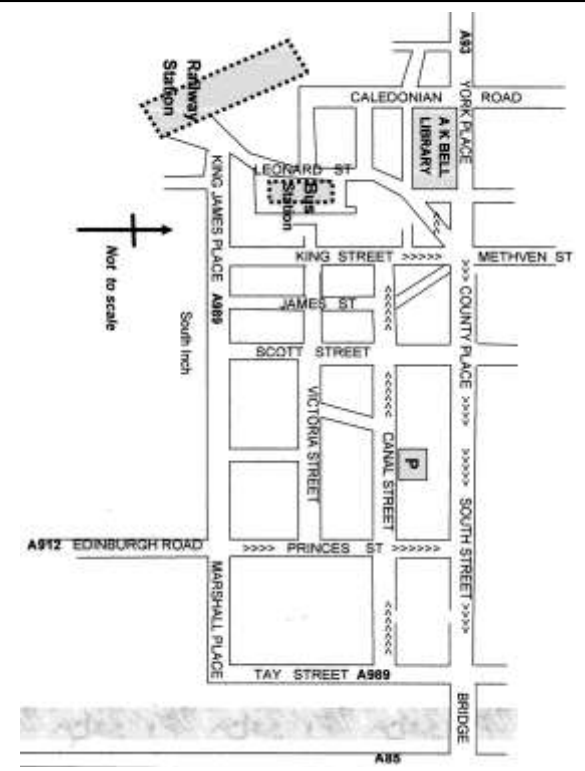 A93
YORK PLACE
Railway
Station
CALEDONIAN ROAD
A K BELL
LIBRARY
LEONARD ST
Bus
Station
KING JAMES PLACE A989
KING STREET >>>>>
METHVEN ST
Not to scale
>>> COUNTY PLACE >>>>
JAMES ST
South Inch
SCOTT STREET
VICTORIA STREET
CANAL STREET
P
>>>>> SOUTH STREET >>>>
A912 EDINBURGH ROAD
>>>> PRINCES ST >>>>>>
MARSHALL PLACE
TAY STREET A989
BRIDGE
A85